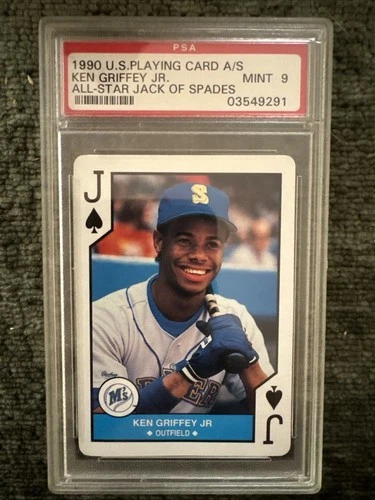 PSA
1990 U.S.PLAYING CARD A/S
KEN GRIFFEY JR. MINT 9
ALL-STAR JACK OF SPADES
03549291
J
S
M's
KEN GRIFFEY JR
OUTFIELD
J